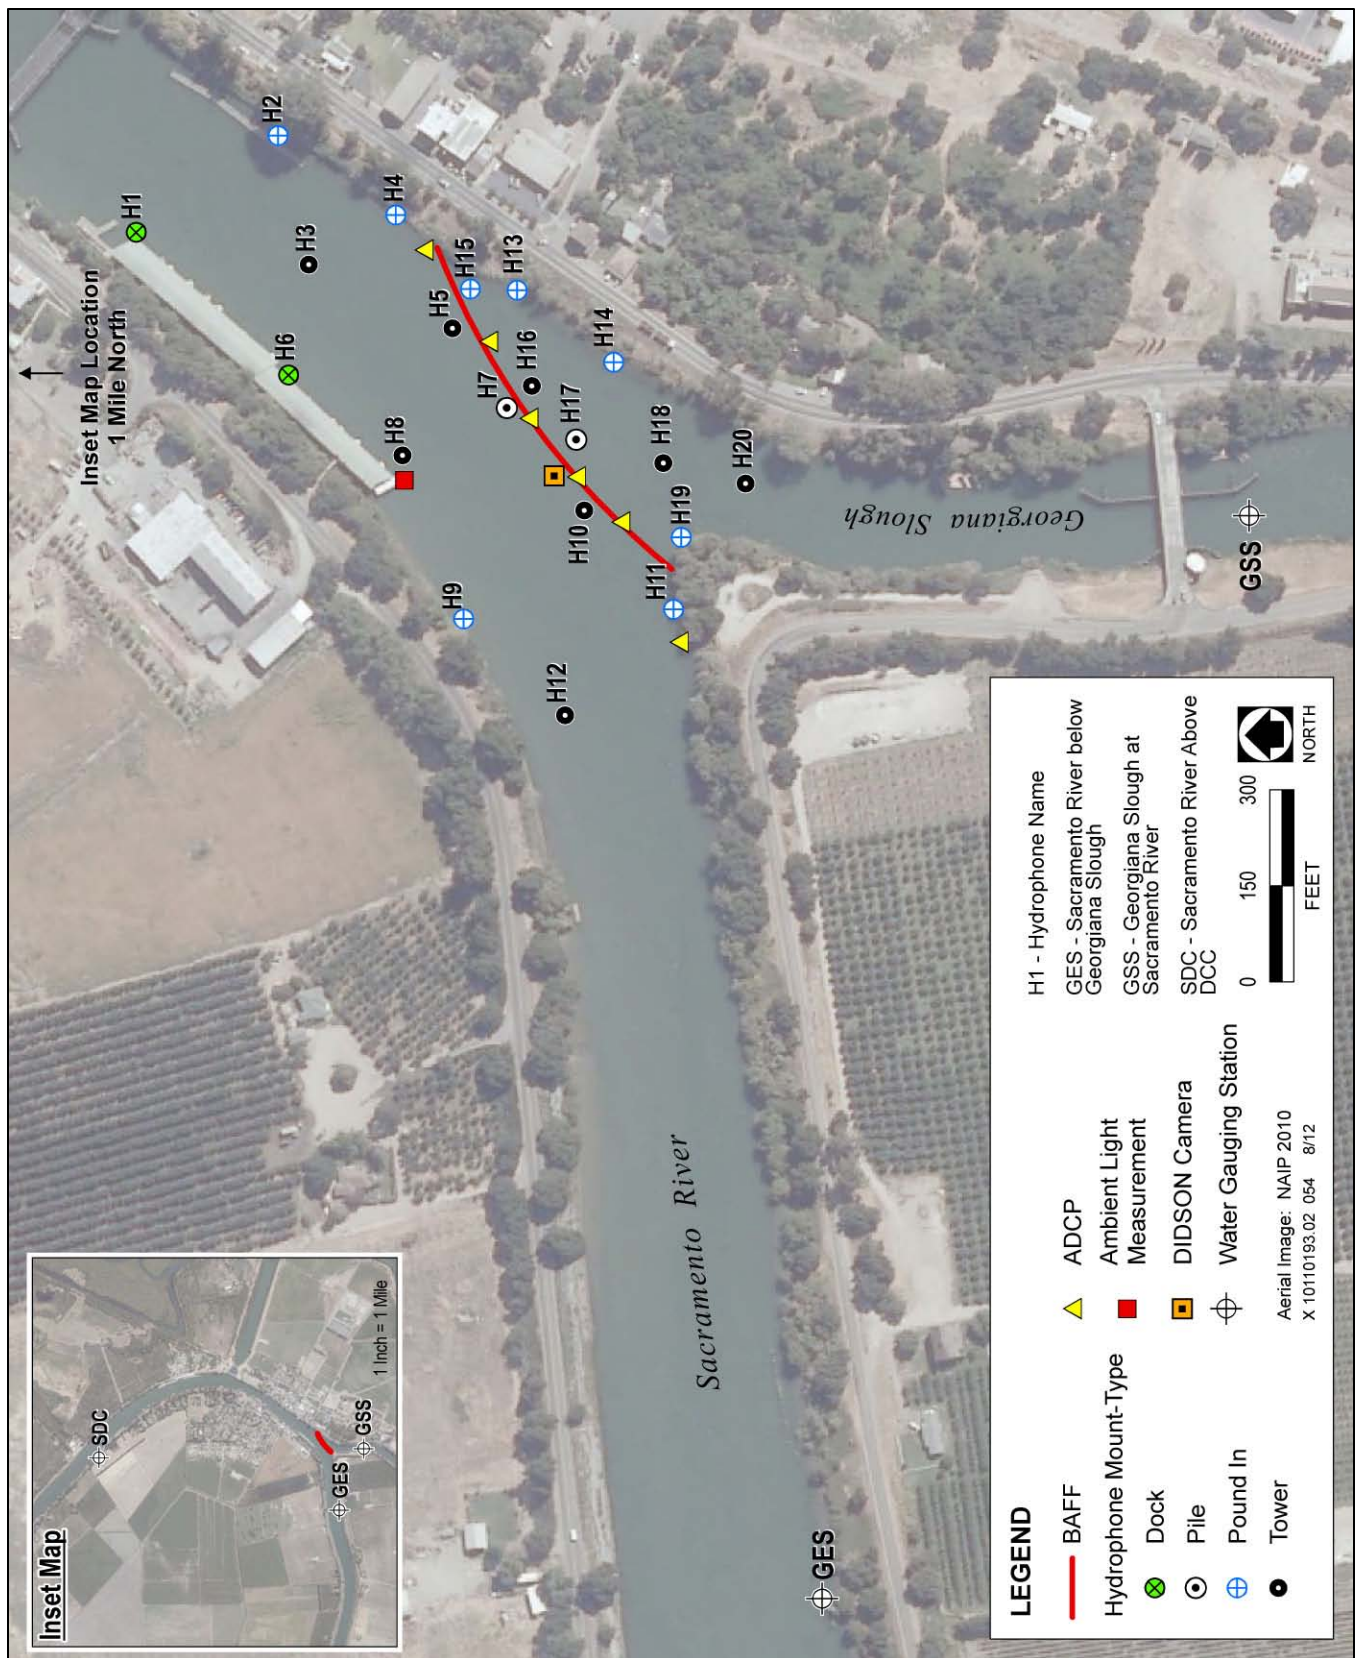 Inset Map
SDC
GES
GSS
1 Inch = 1 Mile
Inset Map Location
1 Mile North
H1
H2
H3
H4
H5
H6
H7
H8
H9
H10
H11
H12
H13
H14
H15
H16
H17
H18
H19
H20
Georgiana Slough
Sacramento River
GES
GSS
LEGEND
BAFF
Hydrophone Mount-Type
Dock
Pile
Pound In
Tower
ADCP
Ambient Light
Measurement
DIDSON Camera
Water Gauging Station
Aerial Image: NAIP 2010
X 10110193.02 054 8/12
H1 - Hydrophone Name
GES - Sacramento River below
Georgiana Slough
GSS - Georgiana Slough at
Sacramento River
SDC - Sacramento River Above
DCC
0 150 300
FEET
NORTH